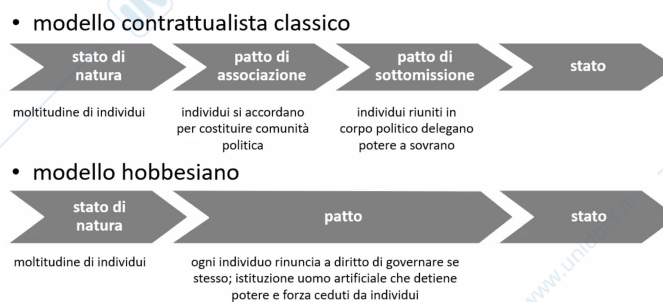 • modello contrattualista classico
stato di
natura
patto di
associazione
patto di
sottomissione
stato
moltitudine di individui
individui si accordano
per costituire comunità
politica
individui riuniti in
corpo politico delegano
potere a sovrano
• modello hobbesiano
stato di
natura
patto
stato
moltitudine di individui
ogni individuo rinuncia a diritto di governare se
stesso; istituzione uomo artificiale che detiene
potere e forza ceduti da individui